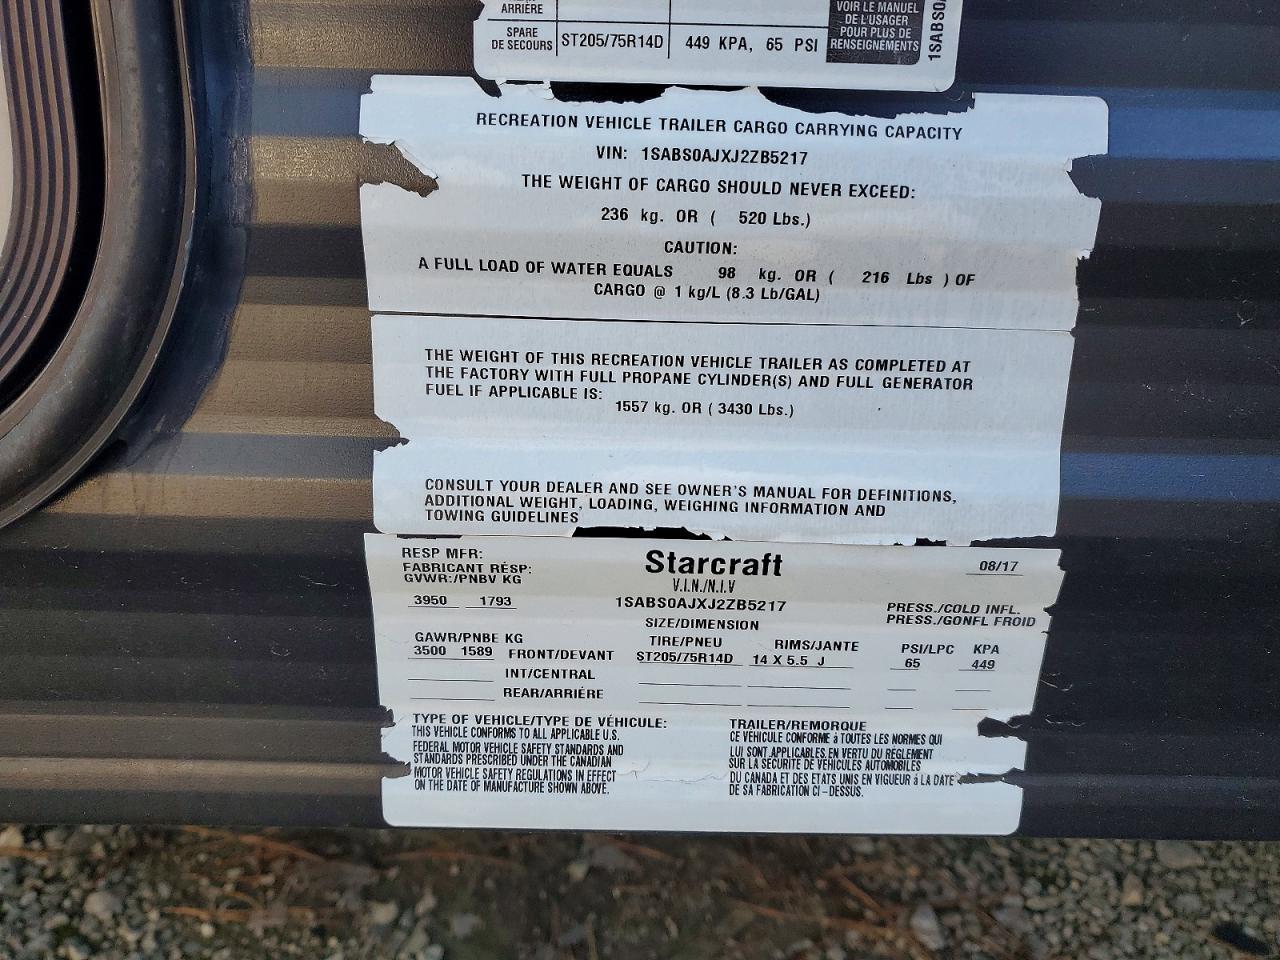 ARRIÈRE
SPARE
DE SECOURS
ST205/75R14D
449 KPA, 65 PSI
VOIR LE MANUEL
DE L'USAGER
POUR PLUS DE
RENSEIGNEMENTS
1SABS0
RECREATION VEHICLE TRAILER CARGO CARRYING CAPACITY
VIN: 1SABS0AJXJ2ZB5217
THE WEIGHT OF CARGO SHOULD NEVER EXCEED:
236 kg. OR ( 520 Lbs.)
CAUTION:
A FULL LOAD OF WATER EQUALS 98 kg. OR ( 216 Lbs ) OF
CARGO @ 1 kg/L (8.3 Lb/GAL)
THE WEIGHT OF THIS RECREATION VEHICLE TRAILER AS COMPLETED AT
THE FACTORY WITH FULL PROPANE CYLINDER(S) AND FULL GENERATOR
FUEL IF APPLICABLE IS:
1557 kg. OR ( 3430 Lbs.)
CONSULT YOUR DEALER AND SEE OWNER'S MANUAL FOR DEFINITIONS,
ADDITIONAL WEIGHT, LOADING, WEIGHING INFORMATION AND
TOWING GUIDELINES
RESP MFR:
FABRICANT RÉSP:
GVWR:/PNBV KG
Starcraft
08/17
V.I.N./N.I.V
3950 1793
1SABS0AJXJ2ZB5217
PRESS./COLD INFL.
PRESS./GONFL FROID
SIZE/DIMENSION
GAWR/PNBE KG
TIRE/PNEU RIMS/JANTE
PSI/LPC KPA
3500 1589 FRONT/DEVANT ST205/75R14D 14 X 5.5 J 65 449
INT/CENTRAL
REAR/ARRIÈRE
TYPE OF VEHICLE/TYPE DE VÉHICULE: TRAILER/REMORQUE
THIS VEHICLE CONFORMS TO ALL APPLICABLE U.S.
FEDERAL MOTOR VEHICLE SAFETY STANDARDS AND
STANDARDS PRESCRIBED UNDER THE CANADIAN
MOTOR VEHICLE SAFETY REGULATIONS IN EFFECT
ON THE DATE OF MANUFACTURE SHOWN ABOVE.
CE VÉHICULE CONFORME à TOUTES LES NORMES QUI
LUI SONT APPLICABLES EN VERTU DU RÈGLEMENT
SUR LA SECURITE DE VÉHICULES AUTOMOBILES
DU CANADA ET DES ETATS UNIS EN VIGUEUR à LA DATE
DE SA FABRICATION CI-DESSUS.